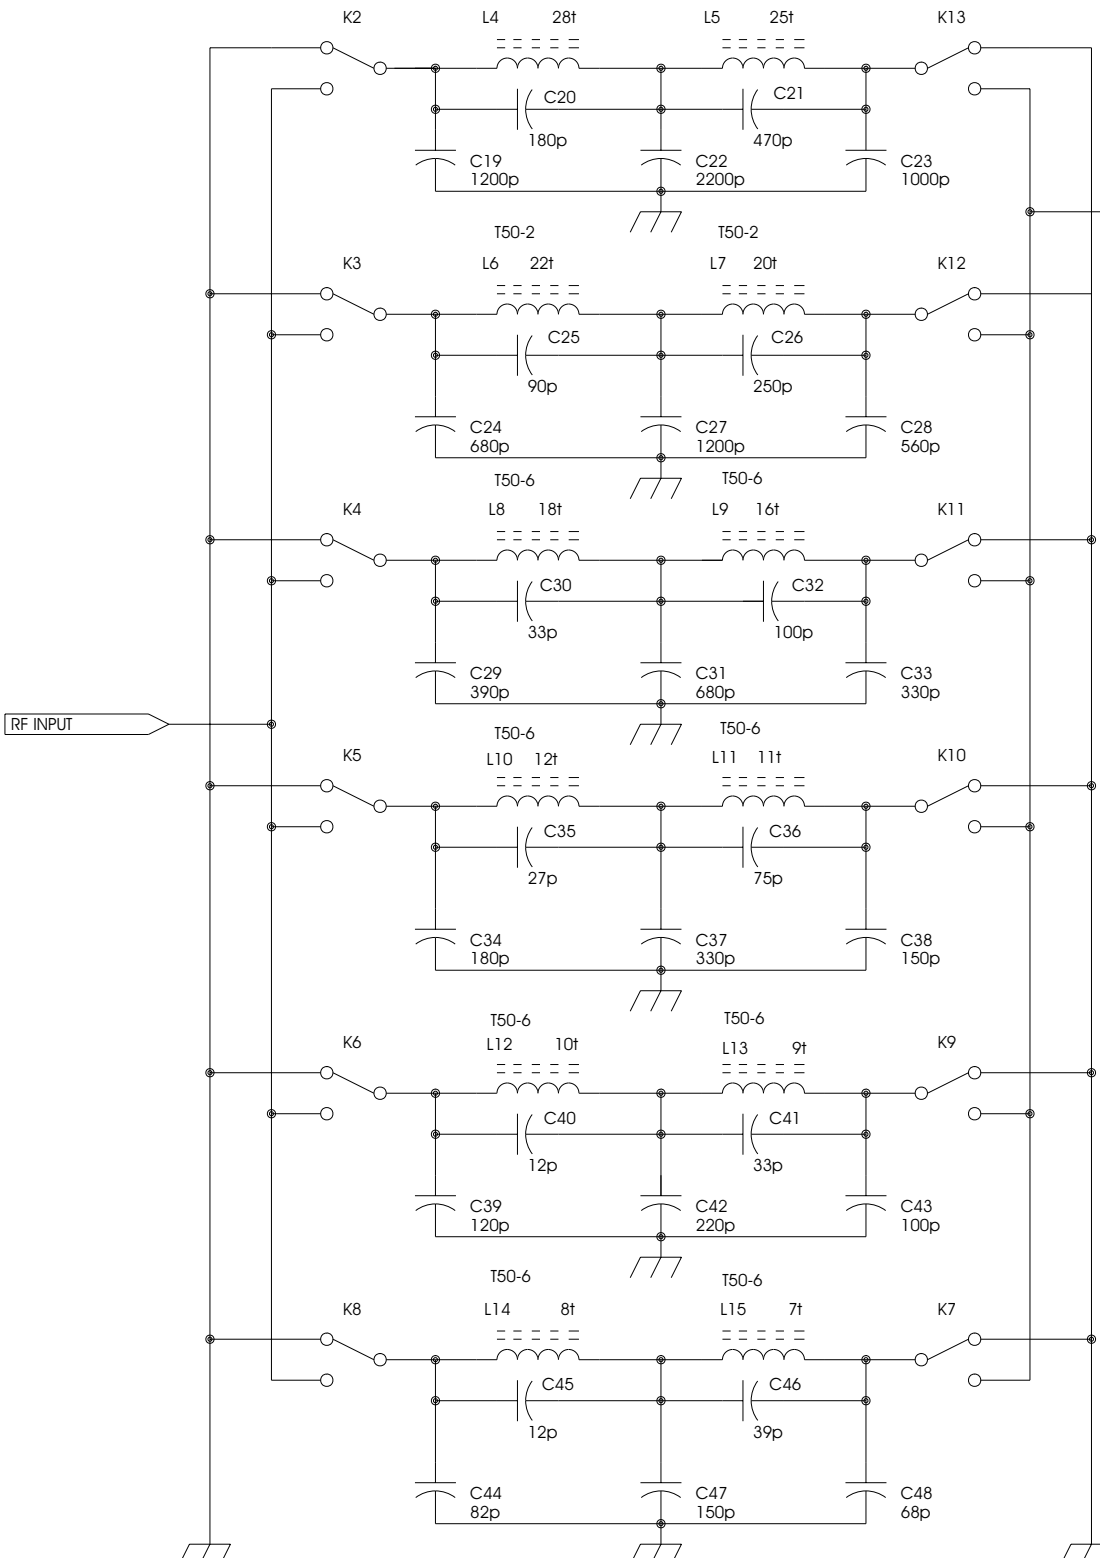 K2 L4 28t L5 25t K13
C20 C21
180p 470p
C19 C22 C23
1200p 2200p 1000p
T50-2 T50-2
K3 L6 22t L7 20t K12
C25 C26
90p 250p
C24 C27 C28
680p 1200p 560p
T50-6 T50-6
K4 L8 18t L9 16t K11
C30 C32
33p 100p
C29 C31 C33
390p 680p 330p
RF INPUT
T50-6 T50-6
K5 L10 12t L11 11t K10
C35 C36
27p 75p
C34 C37 C38
180p 330p 150p
T50-6 T50-6
K6 L12 10t L13 9t K9
C40 C41
12p 33p
C39 C42 C43
120p 220p 100p
T50-6 T50-6
K8 L14 8t L15 7t K7
C45 C46
12p 39p
C44 C47 C48
82p 150p 68p